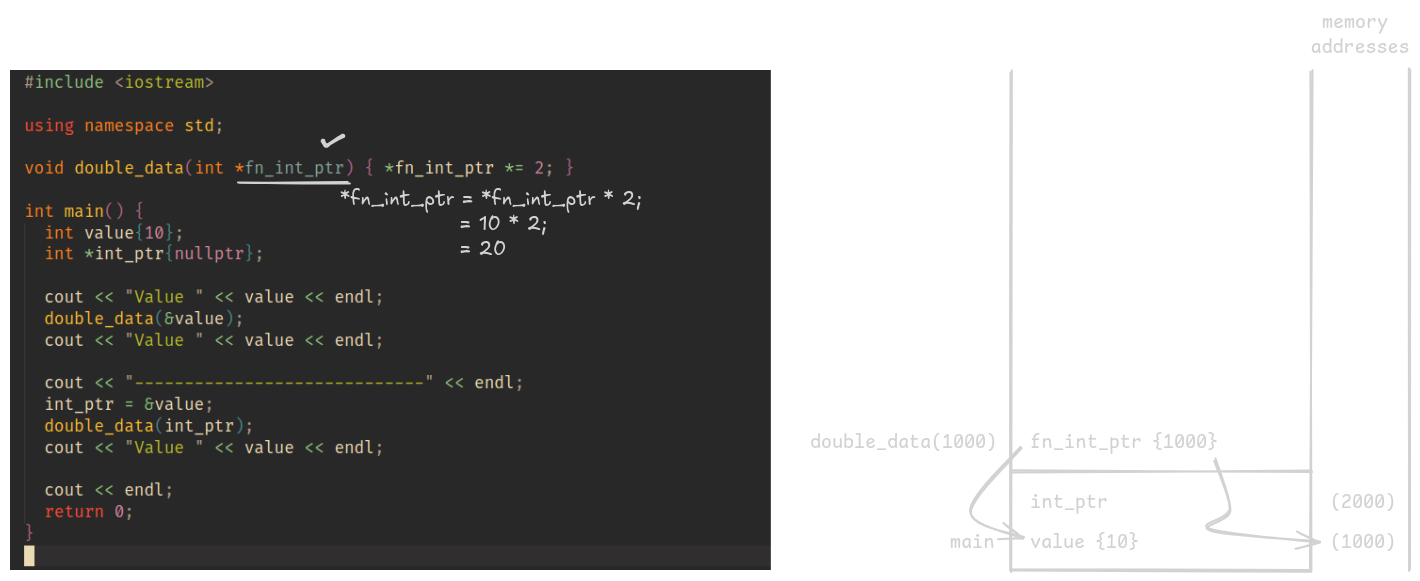 memory
addresses
#include <iostream>
using namespace std;
void double_data(int *fn_int_ptr) { *fn_int_ptr *= 2; }
*fn_int_ptr = *fn_int_ptr * 2;
= 10 * 2;
= 20
int main() {
int value{10};
int *int_ptr{nullptr};
cout << "Value " << value << endl;
double_data(&value);
cout << "Value " << value << endl;
cout << "-----------------------------" << endl;
int_ptr = &value;
double_data(int_ptr);
cout << "Value " << value << endl;
cout << endl;
return 0;
}
double_data(1000) fn_int_ptr {1000}
int_ptr (2000)
main value {10} (1000)